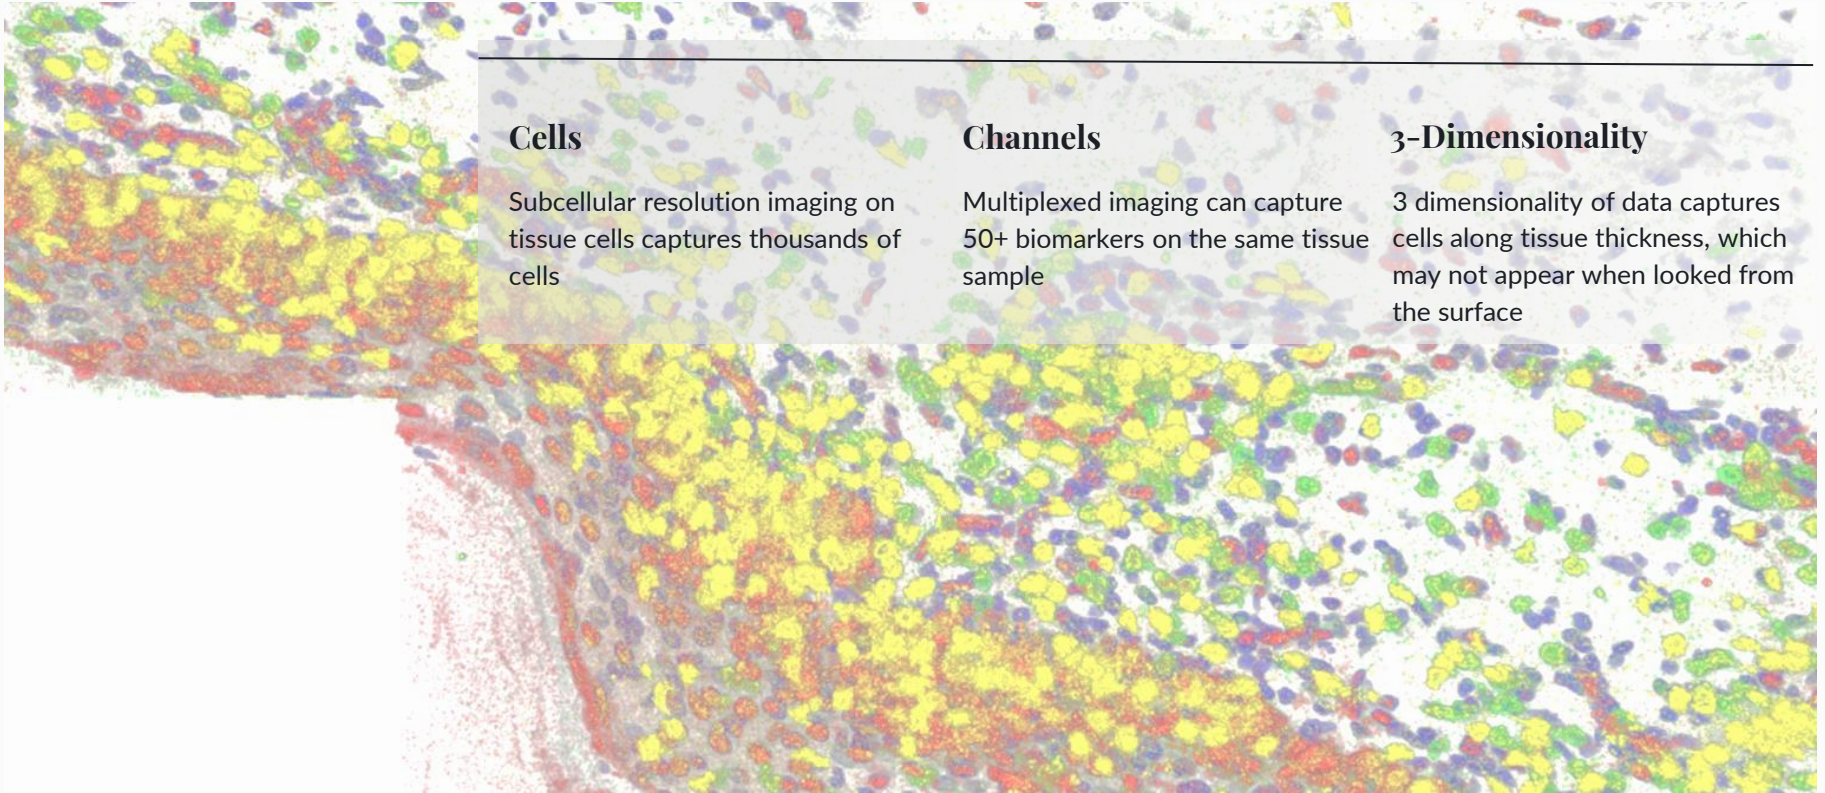 Cells
Subcellular resolution imaging on
tissue cells captures thousands of
cells
Channels
Multiplexed imaging can capture
50+ biomarkers on the same tissue
sample
3-Dimensionality
3 dimensionality of data captures
cells along tissue thickness, which
may not appear when looked from
the surface